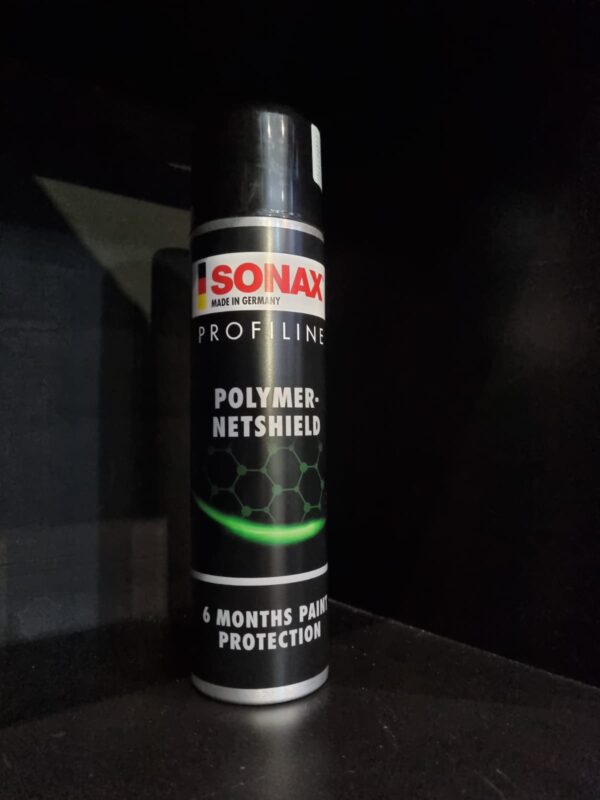 SONAX
MADE IN GERMANY
PROFILINE
POLYMER-
NETSHIELD
6 MONTHS PAINT
PROTECTION